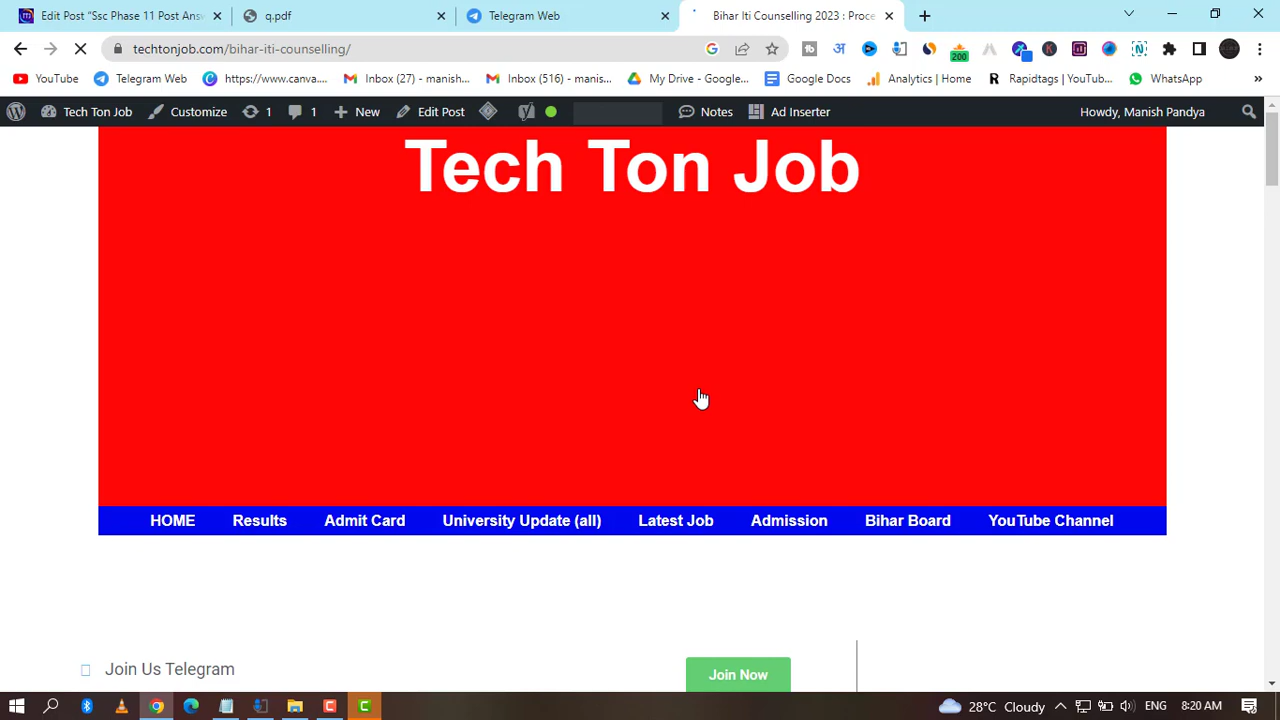 Edit Post "Ssc Phase 11 Post Answ
q.pdf
Telegram Web
Bihar Iti Counselling 2023 : Proce
techtonjob.com/bihar-iti-counselling/
200
YouTube
Telegram Web
https://www.canva....
Inbox (27) - manish...
Inbox (516) - manis...
My Drive - Google...
Google Docs
Analytics | Home
Rapidtags | YouTub...
WhatsApp
Tech Ton Job
Customize
1
1
New
Edit Post
Notes
Ad Inserter
Howdy, Manish Pandya
Tech Ton Job
HOME
Results
Admit Card
University Update (all)
Latest Job
Admission
Bihar Board
YouTube Channel
Join Us Telegram
Join Now
28°C Cloudy
ENG
8:20 AM